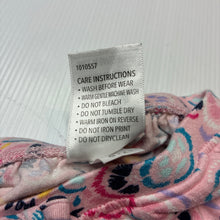 1010557
CARE INSTRUCTIONS
• WASH BEFORE WEAR
• WARM GENTLE MACHINE WASH
• DO NOT BLEACH
• DO NOT TUMBLE DRY
• WARM IRON ON REVERSE
• DO NOT IRON PRINT
• DO NOT DRYCLEAN